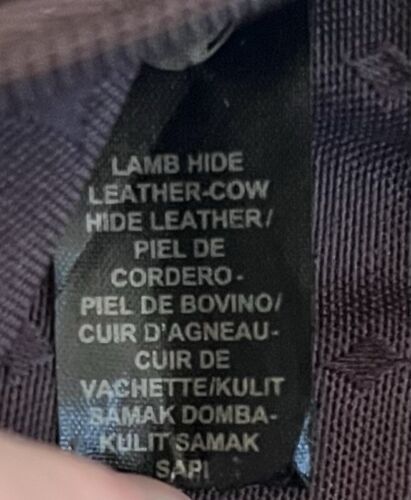 LAMB HIDE
LEATHER-COW
HIDE LEATHER/
PIEL DE
CORDERO-
PIEL DE BOVINO/
CUIR D'AGNEAU-
CUIR DE
VACHETTE/KULIT
SAMAK DOMBA-
KULIT SAMAK
SAPI